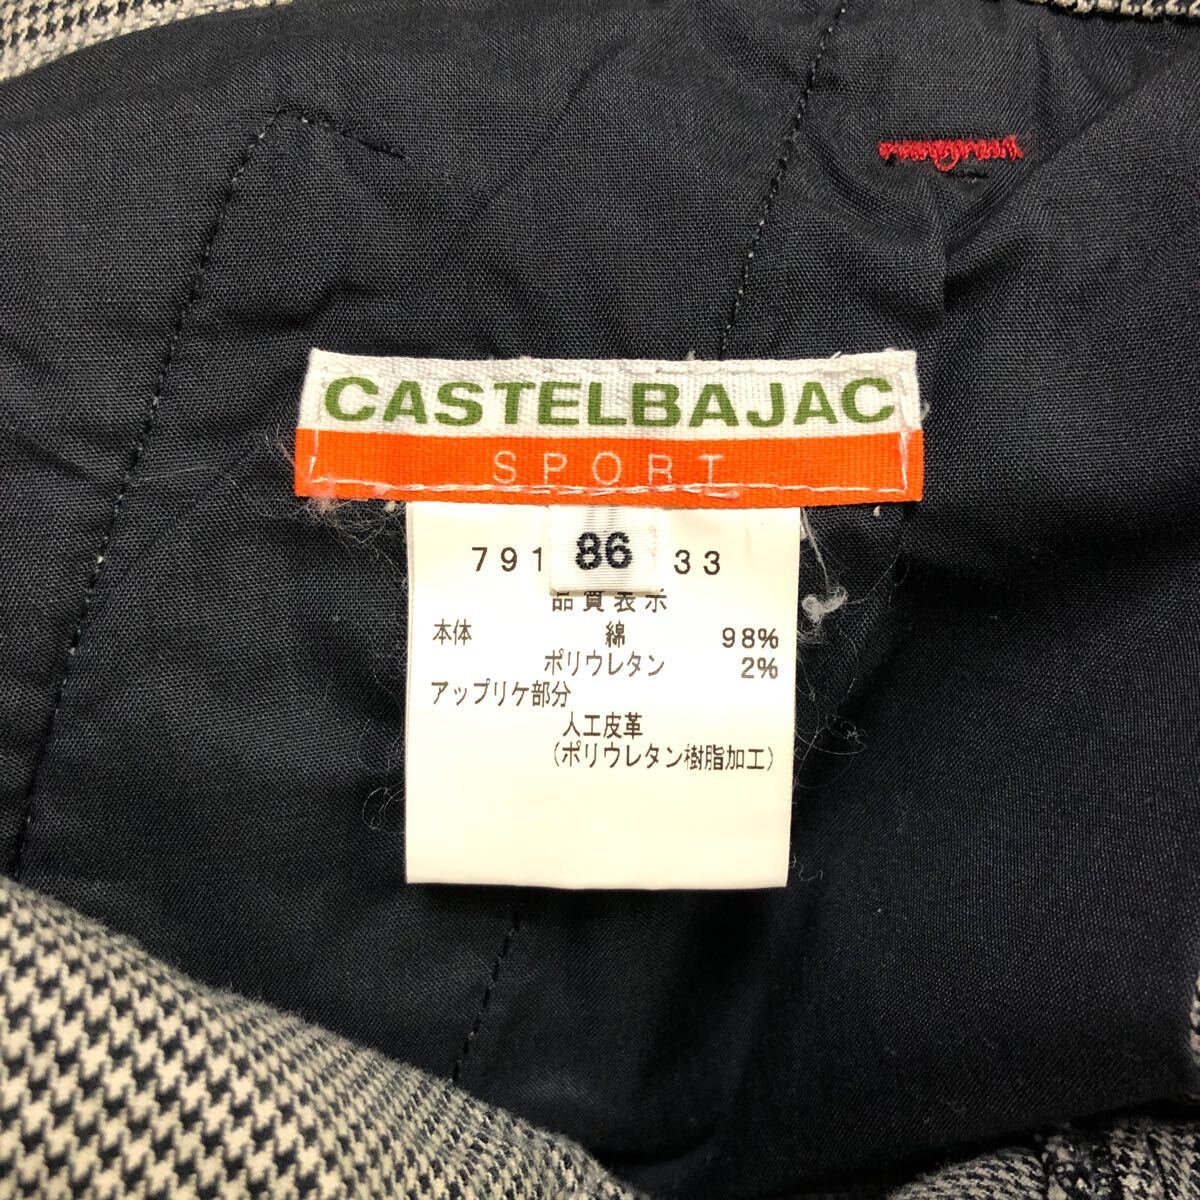 CASTELBAJAC
SPORT
791 86 33
品質表示
本体 綿 98%
ポリウレタン 2%
アップリケ部分
人工皮革
(ポリウレタン樹脂加工)